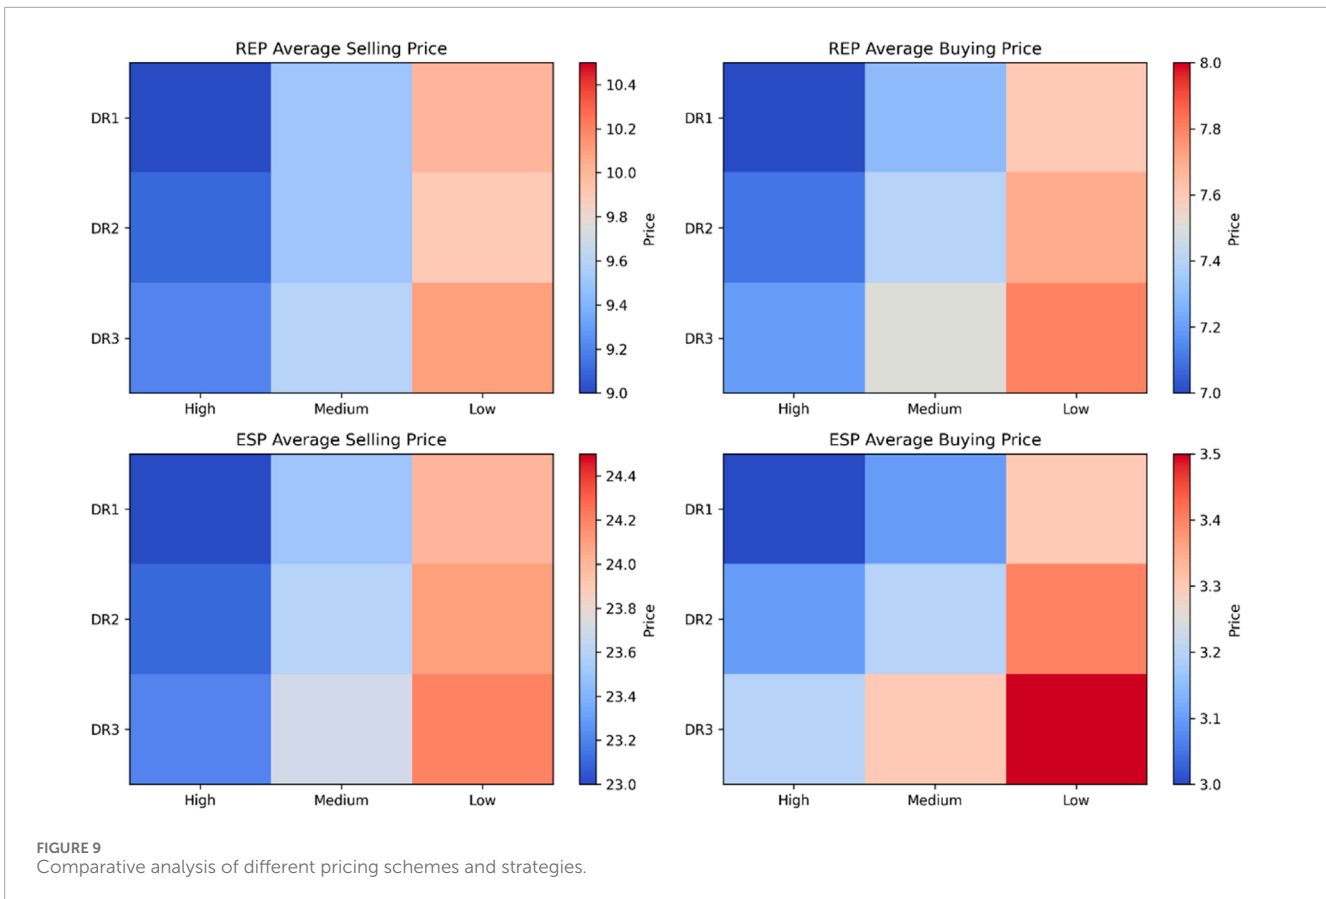 REP Average Selling Price
DR1
DR2
DR3
High Medium Low
10.4
10.2
10.0
9.8
9.6
9.4
9.2
9.0
Price
REP Average Buying Price
DR1
DR2
DR3
High Medium Low
8.0
7.8
7.6
7.4
7.2
7.0
Price
ESP Average Selling Price
DR1
DR2
DR3
High Medium Low
24.4
24.2
24.0
23.8
23.6
23.4
23.2
23.0
Price
ESP Average Buying Price
DR1
DR2
DR3
High Medium Low
3.5
3.4
3.3
3.2
3.1
3.0
Price
FIGURE 9
Comparative analysis of different pricing schemes and strategies.